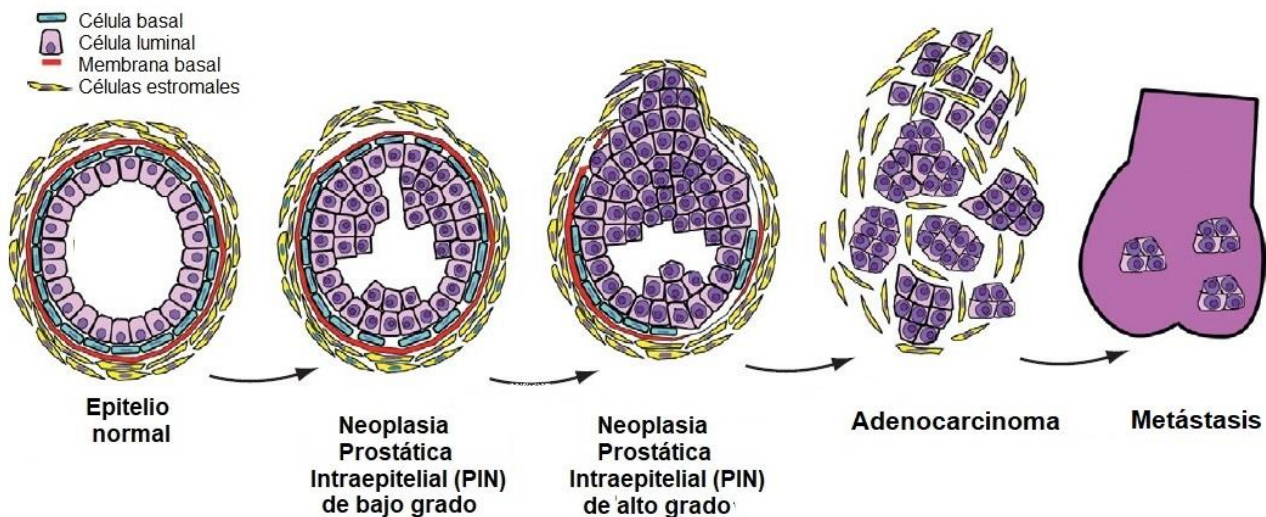 Célula basal
Célula luminal
Membrana basal
Células estromales
Epitelio
normal
Neoplasia
Prostática
Intraepitelial (PIN)
de bajo grado
Neoplasia
Prostática
Intraepitelial (PIN)
de alto grado
Adenocarcinoma
Metástasis